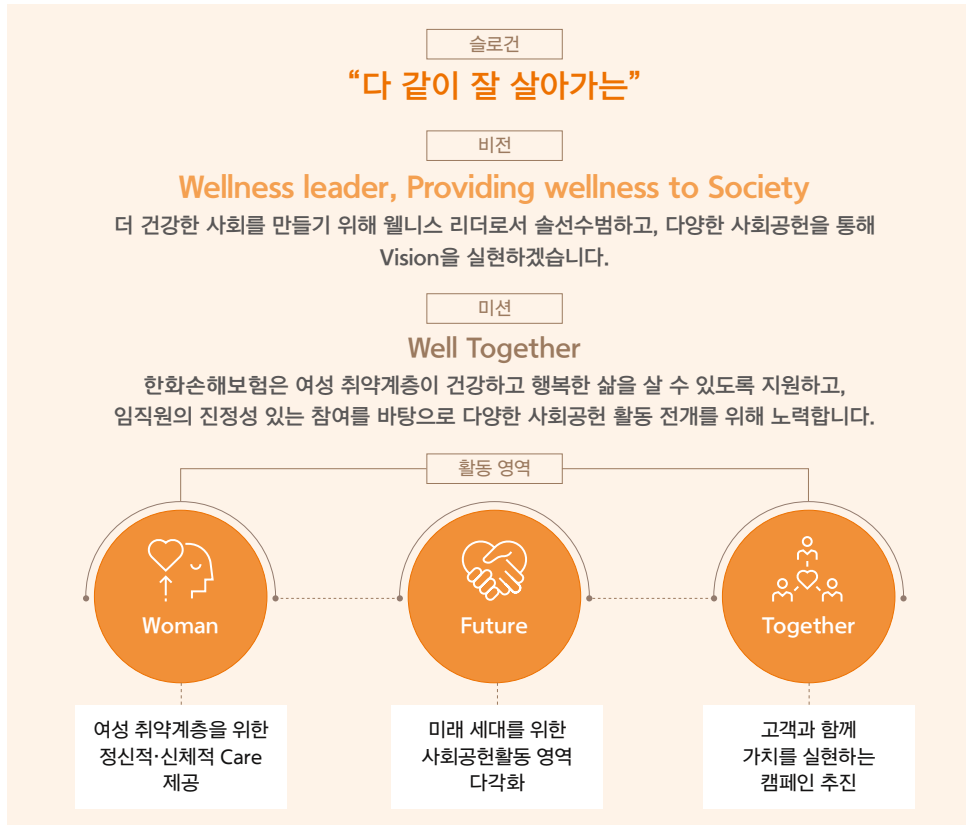 슬로건
“다 같이 잘 살아가는”
비전
Wellness leader, Providing wellness to Society
더 건강한 사회를 만들기 위해 웰니스 리더로서 솔선수범하고, 다양한 사회공헌을 통해
Vision을 실현하겠습니다.
미션
Well Together
한화손해보험은 여성 취약계층이 건강하고 행복한 삶을 살 수 있도록 지원하고,
임직원의 진정성 있는 참여를 바탕으로 다양한 사회공헌 활동 전개를 위해 노력합니다.
활동 영역
Woman
Future
Together
여성 취약계층을 위한
정신적·신체적 Care
제공
미래 세대를 위한
사회공헌활동 영역
다각화
고객과 함께
가치를 실현하는
캠페인 추진